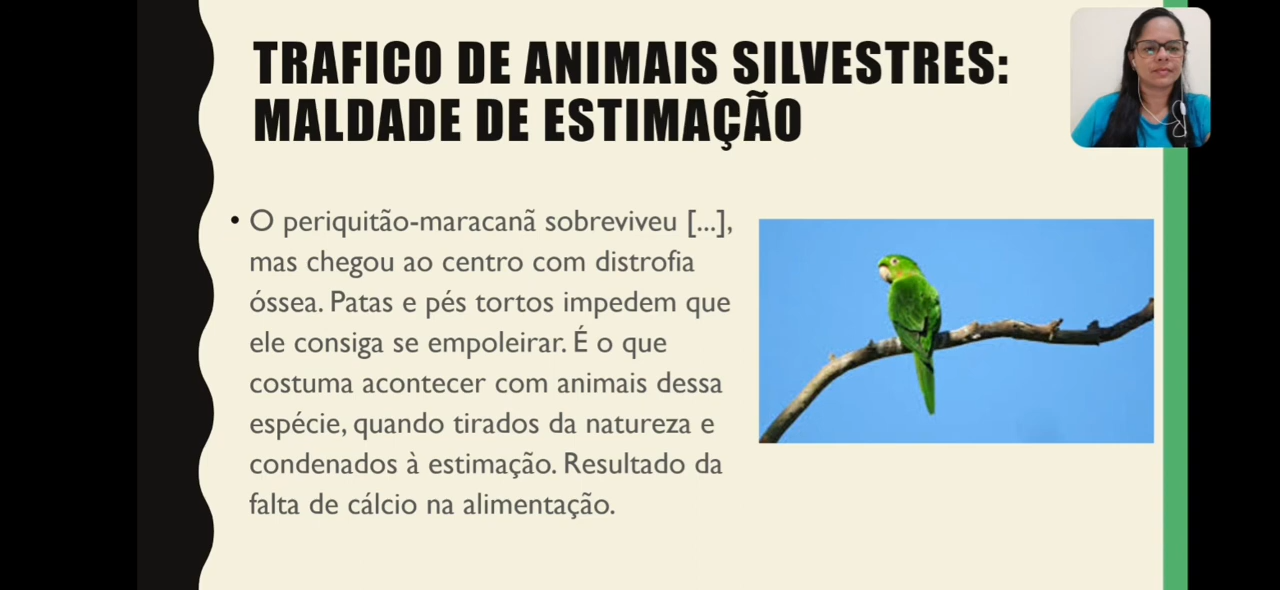 TRAFICO DE ANIMAIS SILVESTRES:
MALDADE DE ESTIMAÇÃO
• O periquitão-maracanã sobreviveu [...],
mas chegou ao centro com distrofia
óssea. Patas e pés tortos impedem que
ele consiga se empoleirar. É o que
costuma acontecer com animais dessa
espécie, quando tirados da natureza e
condenados à estimação. Resultado da
falta de cálcio na alimentação.